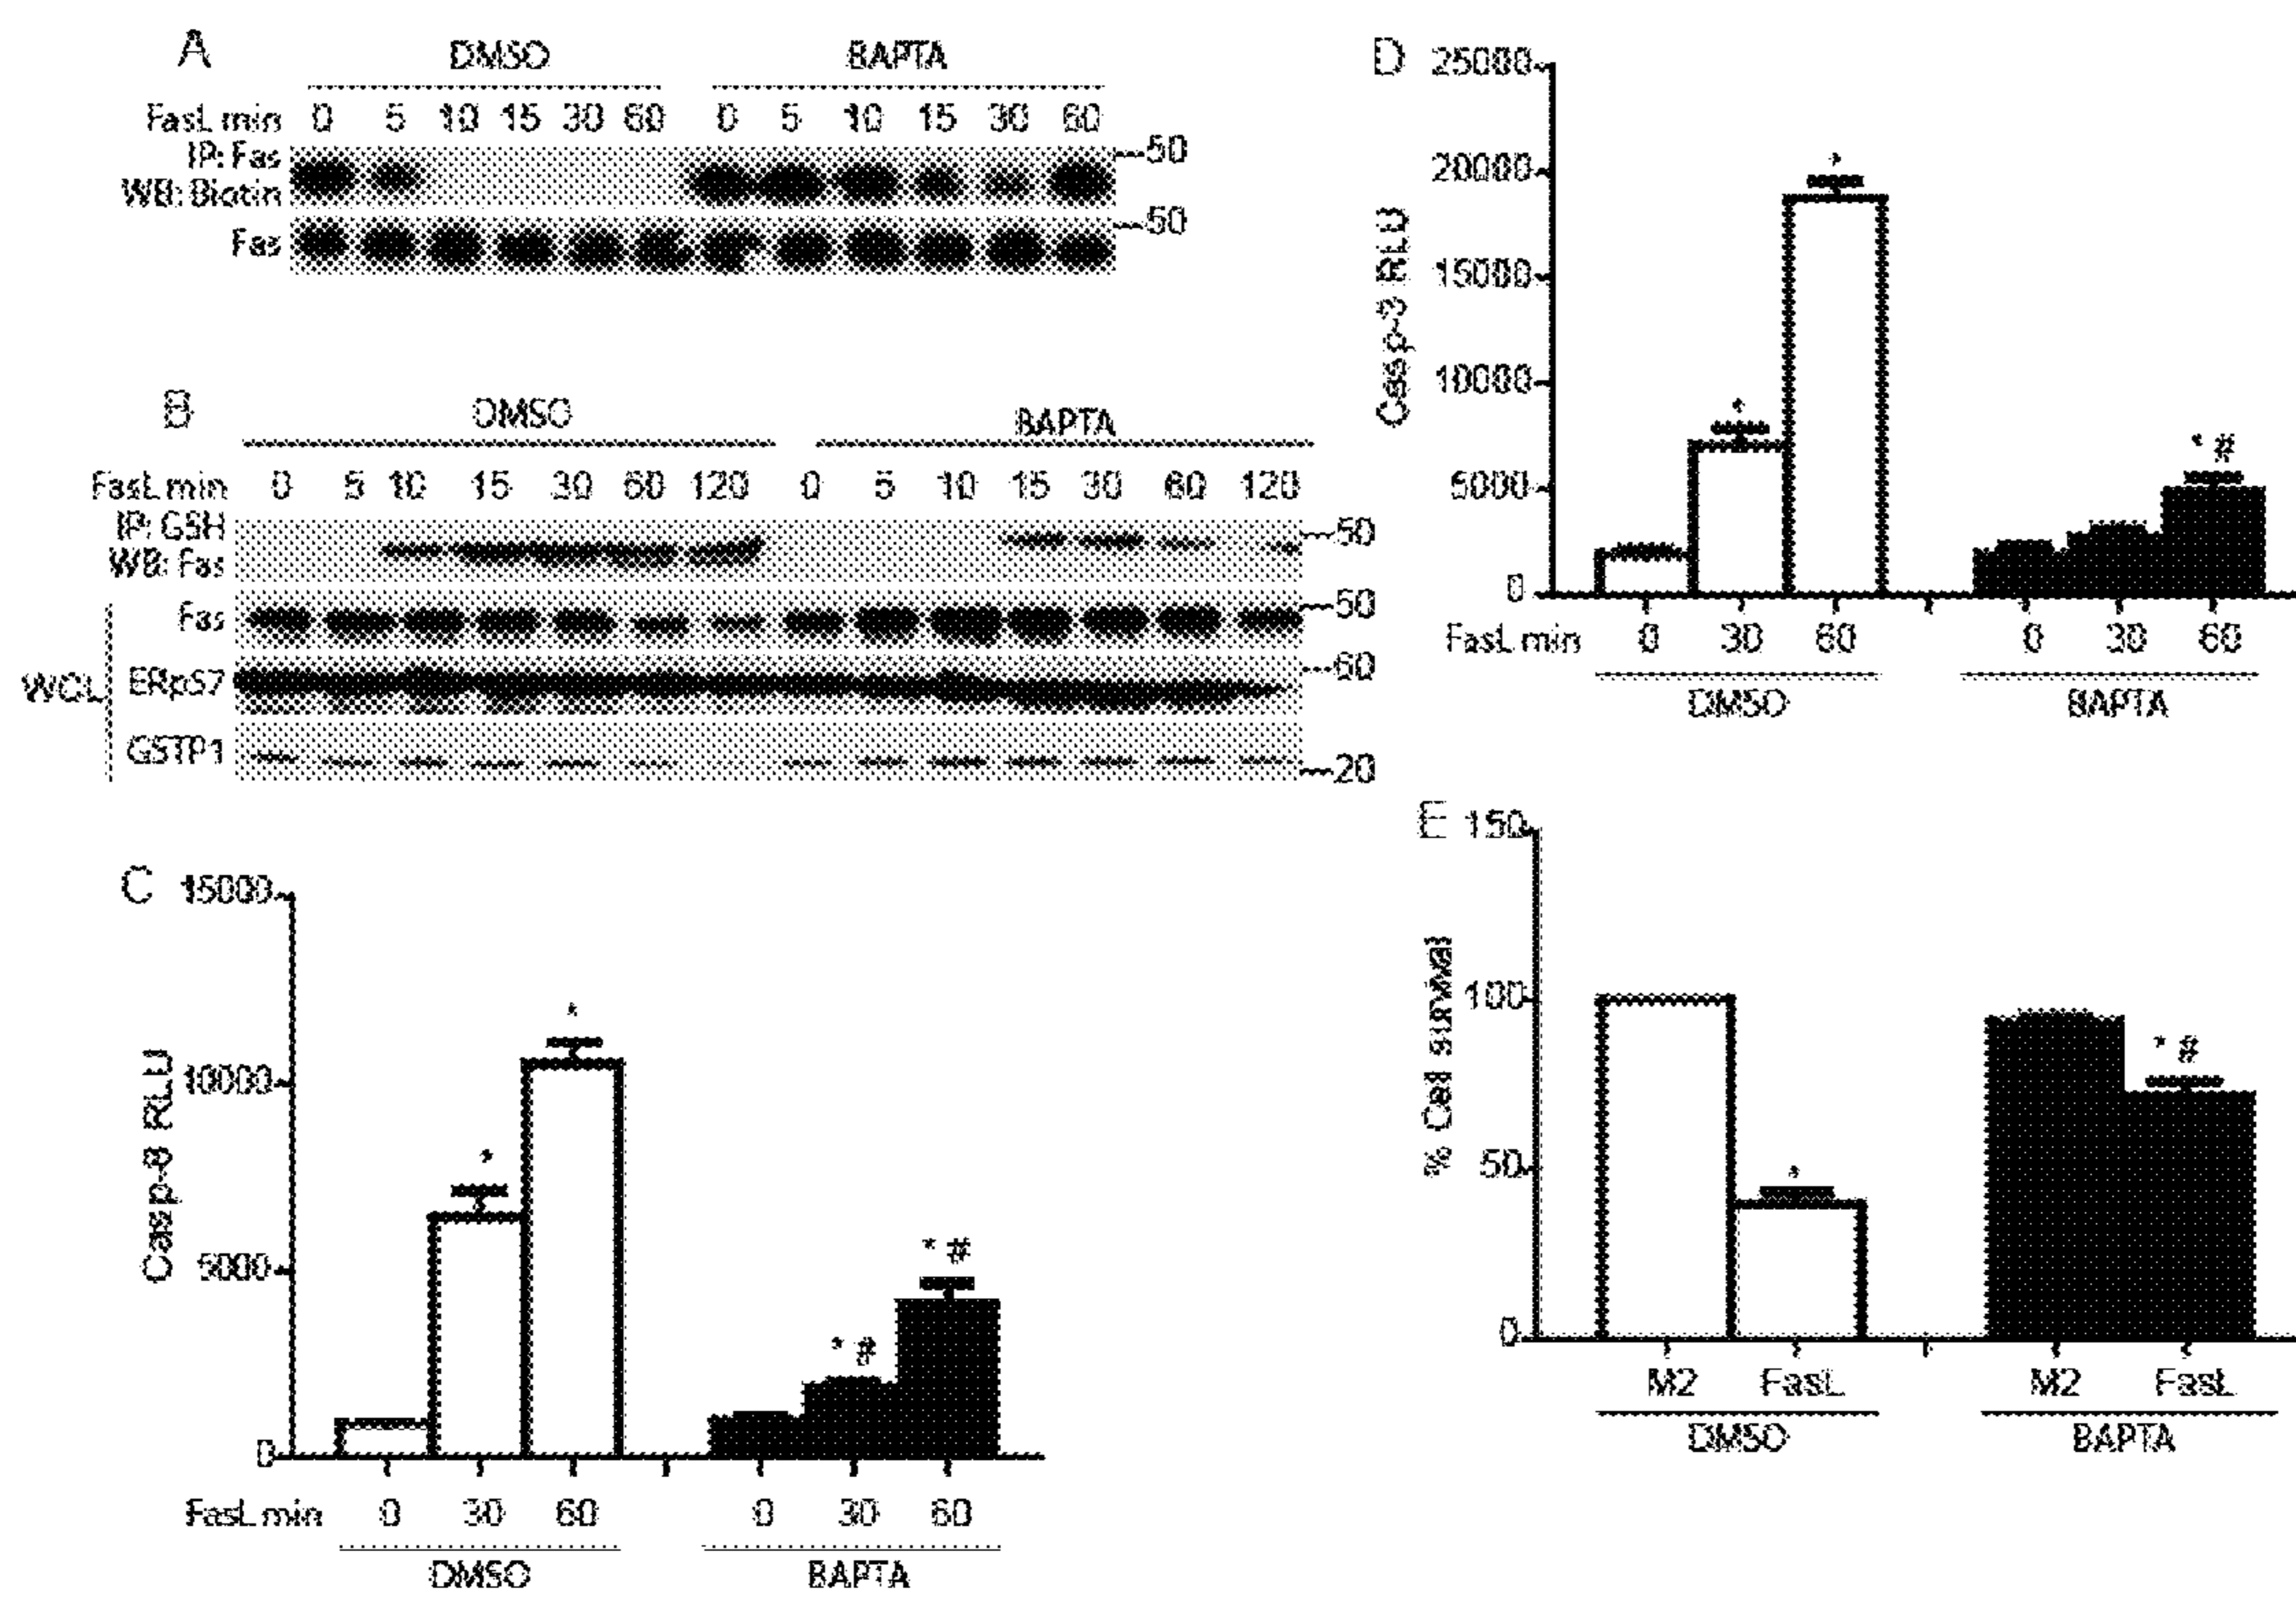 A
DMSO BAPTA
FasL min 0 5 10 15 30 60 0 5 10 15 30 60
IP: Fas
WB: Biotin
50
Fas
50
B
DMSO BAPTA
FasL min 0 5 10 15 30 60 120 0 5 10 15 30 60 120
IP: GSH
WB: Fas
50
Fas
50
WCL
ERp57
60
GSTP1
20
C
15000
10000
5000
0
Casp-8 RLU
*
*
* #
* #
FasL min 0 30 60 0 30 60
DMSO BAPTA
D
25000
20000
15000
10000
5000
0
Casp-3 RLU
*
*
* #
FasL min 0 30 60 0 30 60
DMSO BAPTA
E
150
100
50
0
% Cell survival
*
* #
M2 FasL M2 FasL
DMSO BAPTA